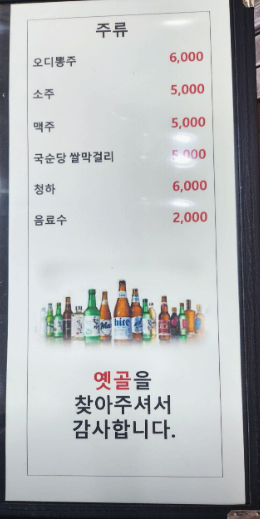 주류
오디뽕주 6,000
소주 5,000
맥주 5,000
국순당 쌀막걸리 5,000
청하 6,000
음료수 2,000
옛골을
찾아주셔서
감사합니다.